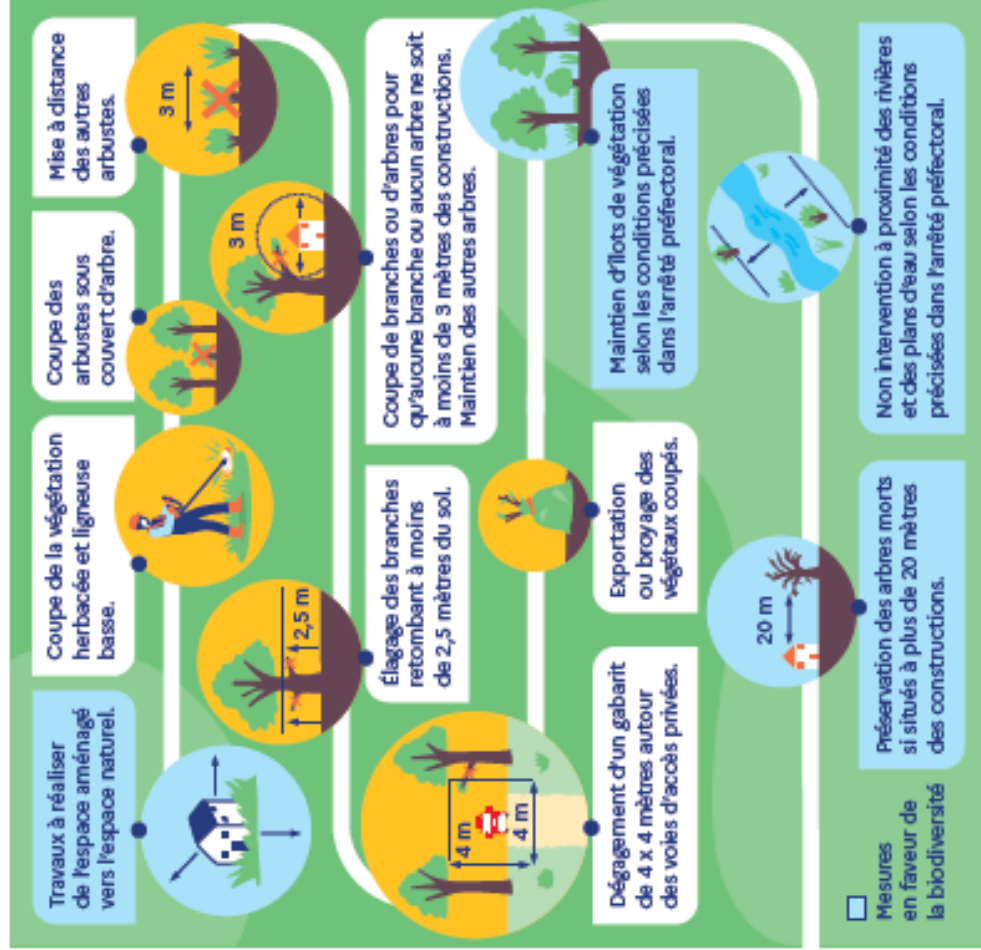 Travaux à réaliser
de l'espace aménagé
vers l'espace naturel.
Coupe de la végétation
herbacée et ligneuse
basse.
Coupe des
arbustes sous
couvert d'arbre.
Mise à distance
des autres
arbustes.
3 m
3 m
Coupe de branches ou d'arbres pour
qu'aucune branche ou aucun arbre ne soit
à moins de 3 mètres des constructions.
Maintien des autres arbres.
2,5 m
Élagage des branches
retombant à moins
de 2,5 mètres du sol.
4 m
4 m
Dégagement d'un gabarit
de 4 x 4 mètres autour
des voies d'accès privées.
Exportation
ou broyage des
végétaux coupés.
Maintien d'îlots de végétation
selon les conditions précisées
dans l'arrêté préfectoral.
Non intervention à proximité des rivières
et des plans d'eau selon les conditions
précisées dans l'arrêté préfectoral.
20 m
Préservation des arbres morts
si situés à plus de 20 mètres
des constructions.
Mesures
en faveur de
la biodiversité